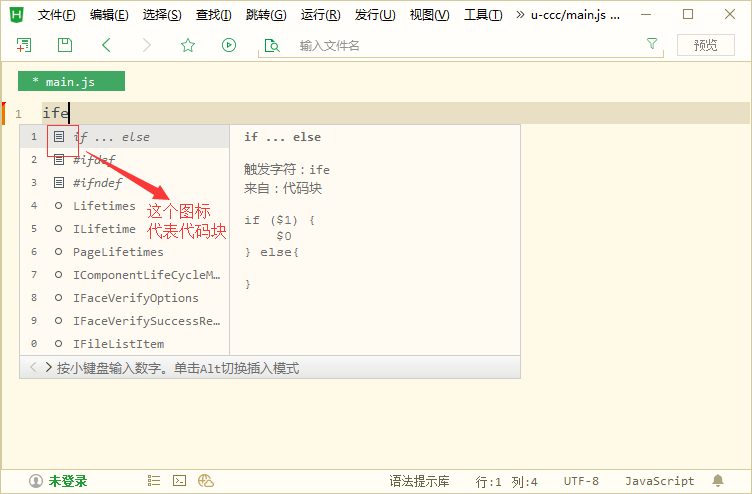 文件(F) 编辑(E) 选择(S) 查找(I) 跳转(G) 运行(R) 发行(U) 视图(V) 工具(T) » u-ccc/main.js ...
输入文件名 预览
* main.js
1 ife
1 if ... else
2 #ifdef
3 #ifndef
4 Lifetimes
5 ILifetime
6 PageLifetimes
7 IComponentLifeCycleM…
8 IFaceVerifyOptions
9 IFaceVerifySuccessRe…
0 IFileListItem
这个图标
代表代码块
if ... else
触发字符：ife
来自：代码块
if ($1) {
$0
} else{
}
按小键盘输入数字。单击Alt切换插入模式
未登录 语法提示库 行:1 列:4 UTF-8 JavaScript